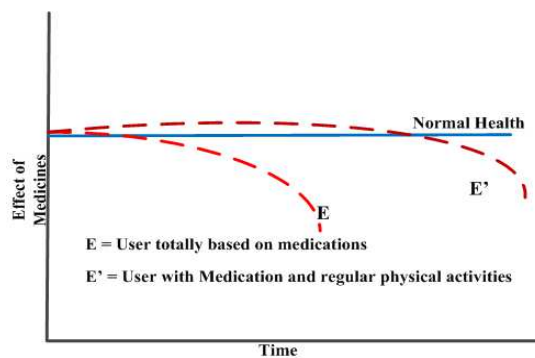 Normal Health
Effect of
Medicines
E'
E
E = User totally based on medications
E' = User with Medication and regular physical activities
Time